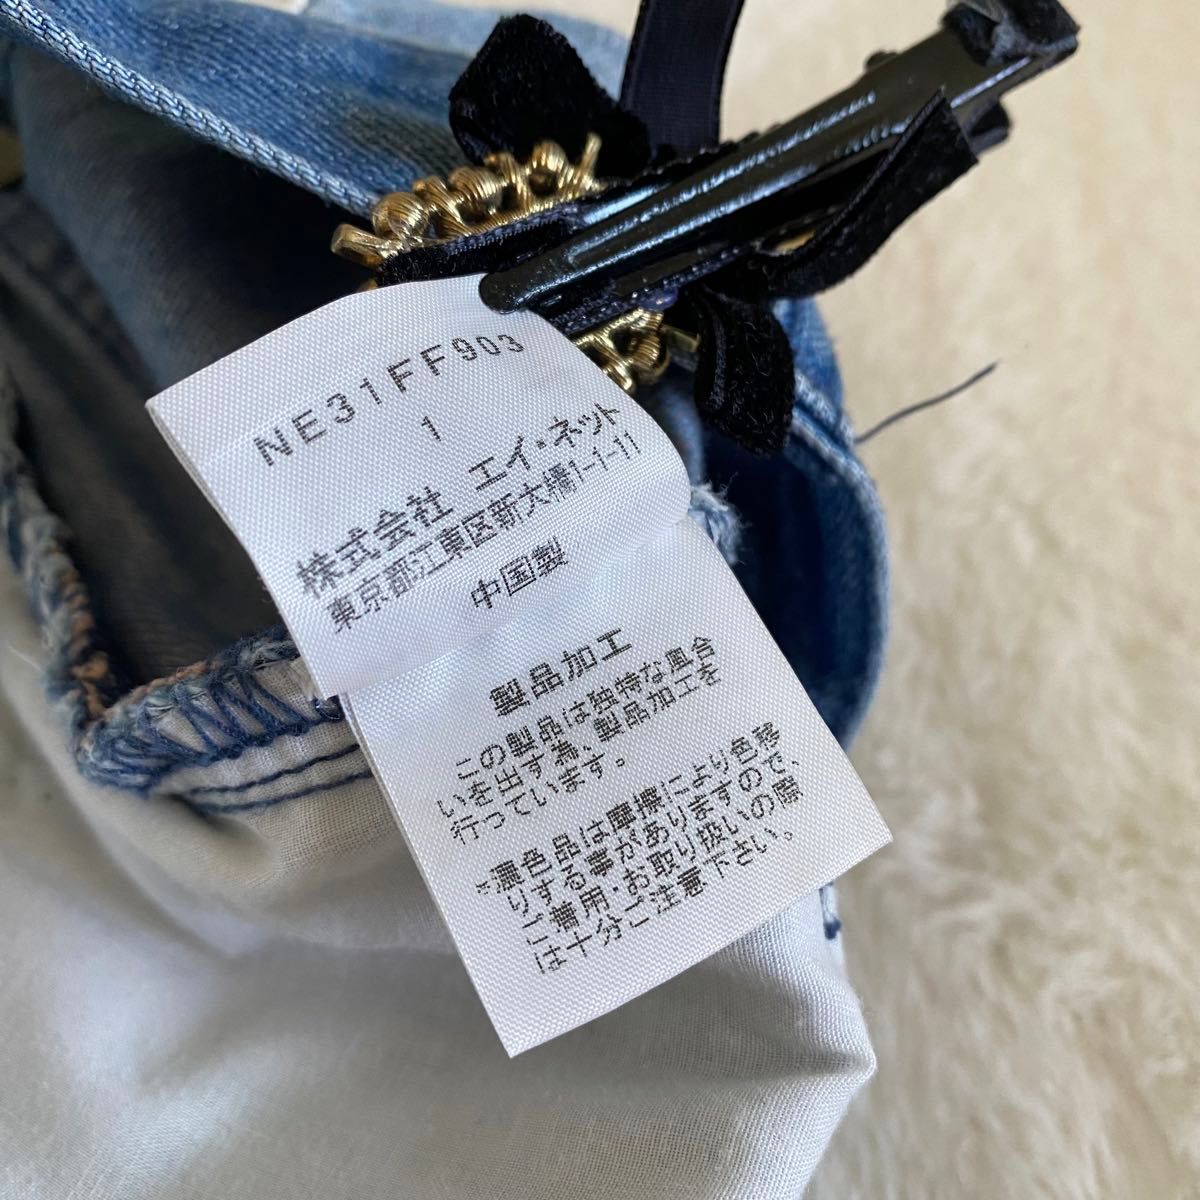 NE31FF903
1
株式会社 エイ・ネット
東京都江東区新大橋1-1-11
中国製
製品加工
この製品は独特な風合
いを出す為、製品加工を
行っています。
*濃色品は摩擦により色移
りする事がありますので、
ご着用・お取り扱いの際
は十分ご注意下さい。